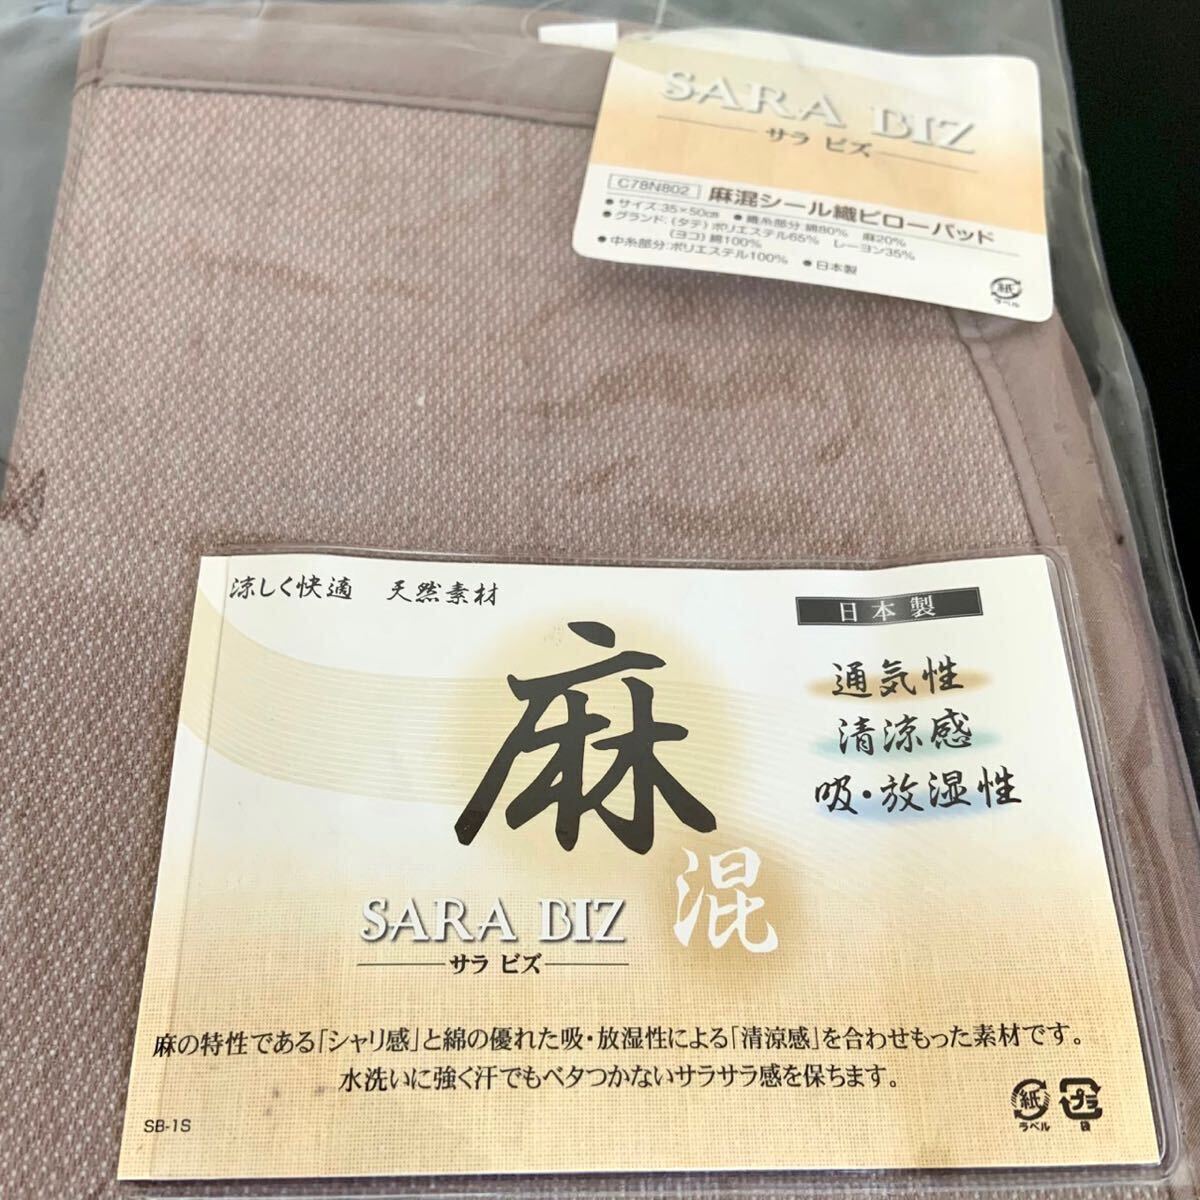 SARA BIZ
サラ ビズ
C78N802 麻混シール織ピローパッド
●サイズ:35×50㎝ ●織糸部分:綿80% 麻20%
●グランド:(タテ)ポリエステル65% レーヨン35%
(ヨコ)綿100%
●中糸部分:ポリエステル100% ●日本製
紙
ラベル
涼しく快適 天然素材
日本製
通気性
清涼感
吸・放湿性
麻
混
SARA BIZ
サラ ビズ
麻の特性である「シャリ感」と綿の優れた吸・放湿性による「清涼感」を合わせもった素材です。
水洗いに強く汗でもベタつかないサラサラ感を保ちます。
SB-1S
紙 プラ
ラベル a